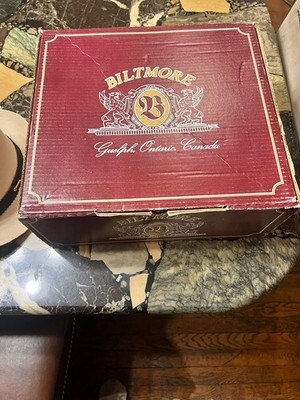 BILTMORE
B
Guelph, Ontario, Canada